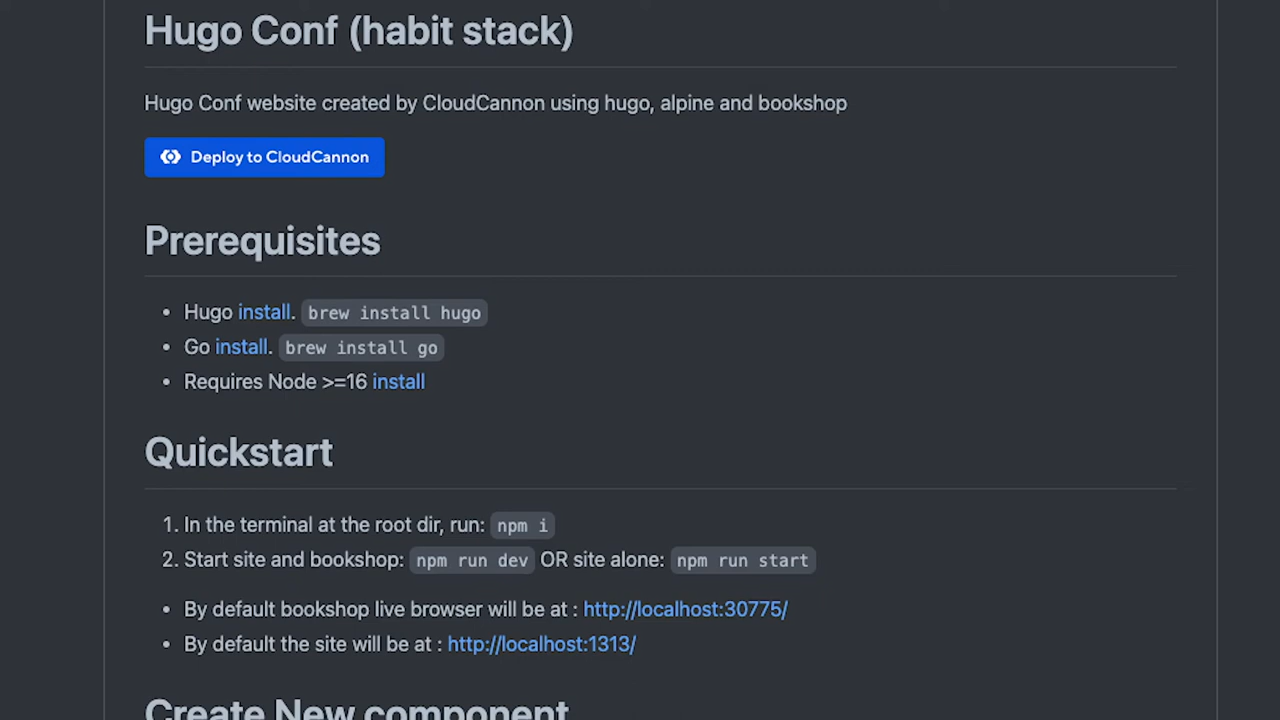 Hugo Conf (habit stack)
Hugo Conf website created by CloudCannon using hugo, alpine and bookshop
Deploy to CloudCannon
Prerequisites
• Hugo install. brew install hugo
• Go install. brew install go
• Requires Node >=16 install
Quickstart
1. In the terminal at the root dir, run: npm i
2. Start site and bookshop: npm run dev OR site alone: npm run start
• By default bookshop live browser will be at : http://localhost:30775/
• By default the site will be at : http://localhost:1313/
Create New component